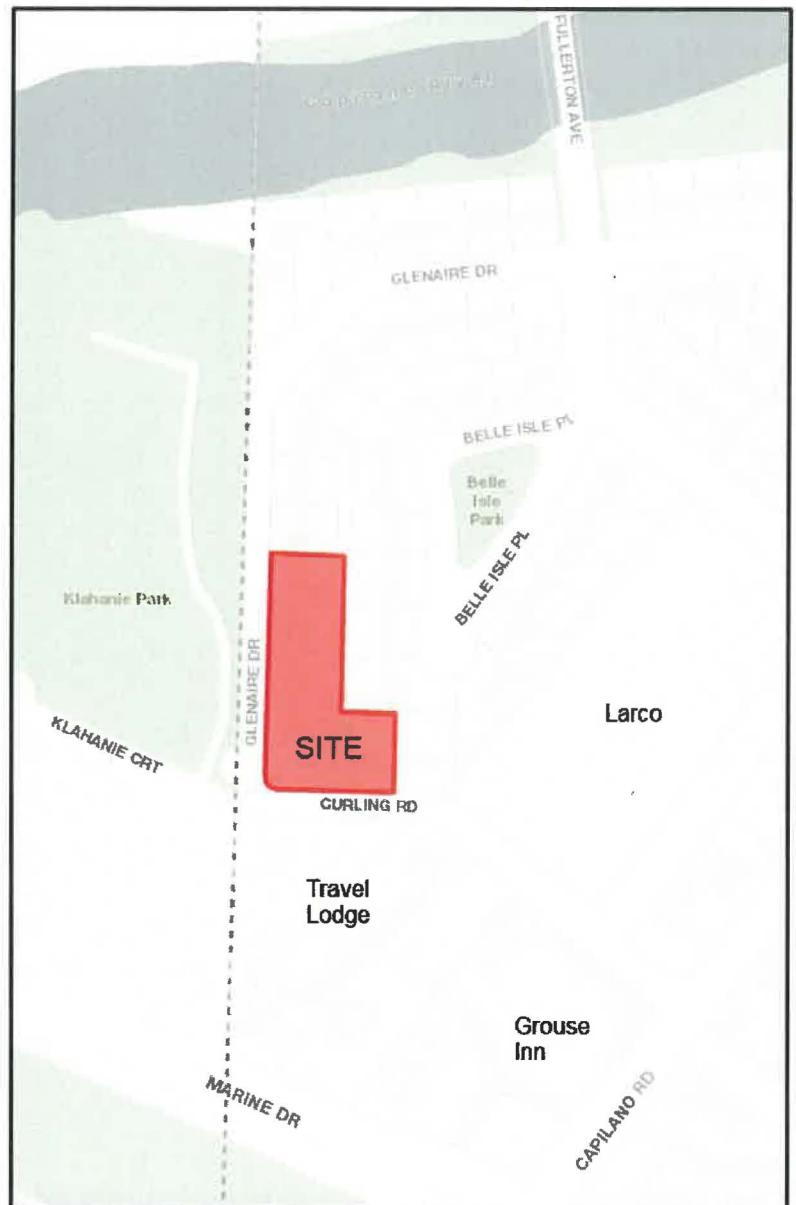 FULLERTON AVE
GLENAIRE DR
BELLE ISLE PL
Belle
Isle
Park
BELLE ISLE PL
Klahanie Park
GLENAIRE DR
Larco
KLAHANIE CRT
SITE
CURLING RD
Travel
Lodge
Grouse
Inn
MARINE DR
CAPILANO RD